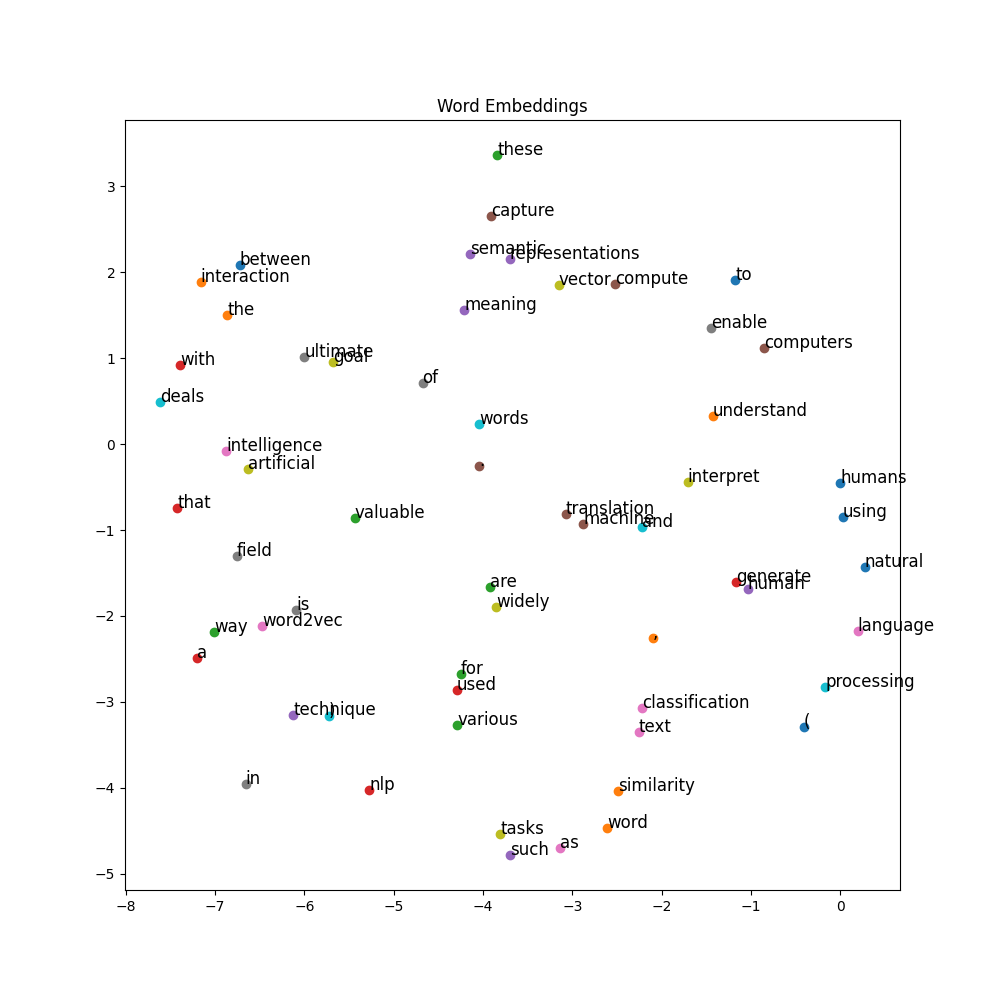 Word Embeddings
these
capture
semantic
representations
between
interaction
vector
compute
to
meaning
the
enable
computers
ultimate
goal
with
of
deals
understand
words
intelligence
artificial
.
interpret
humans
that
valuable
translation
machine
and
using
field
natural
generate
human
are
is
widely
word2vec
way
,
language
a
for
used
processing
technique
)
classification
various
text
(
in
nlp
similarity
tasks
word
such
as
3
2
1
0
−1
−2
−3
−4
−5
−8
−7
−6
−5
−4
−3
−2
−1
0